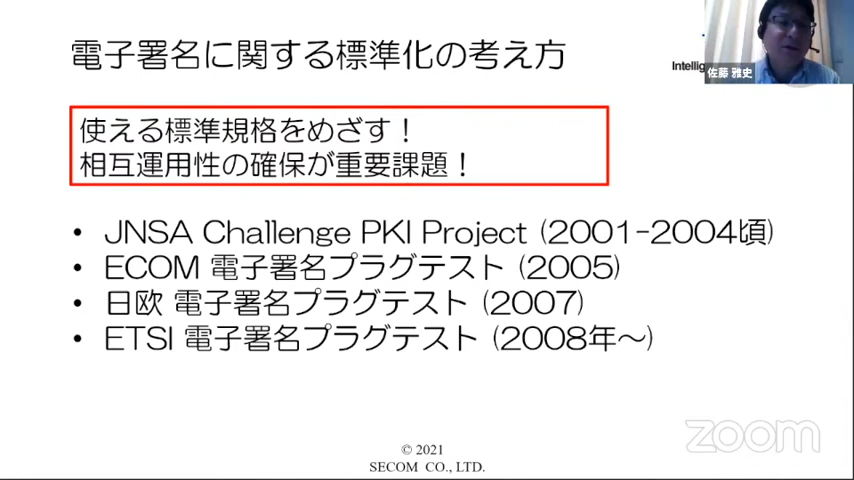 電子署名に関する標準化の考え方
Intellig
佐藤 雅史
使える標準規格をめざす！
相互運用性の確保が重要課題！
• JNSA Challenge PKI Project (2001-2004頃)
• ECOM 電子署名プラグテスト (2005)
• 日欧 電子署名プラグテスト (2007)
• ETSI 電子署名プラグテスト (2008年～)
zoom
© 2021
SECOM CO., LTD.